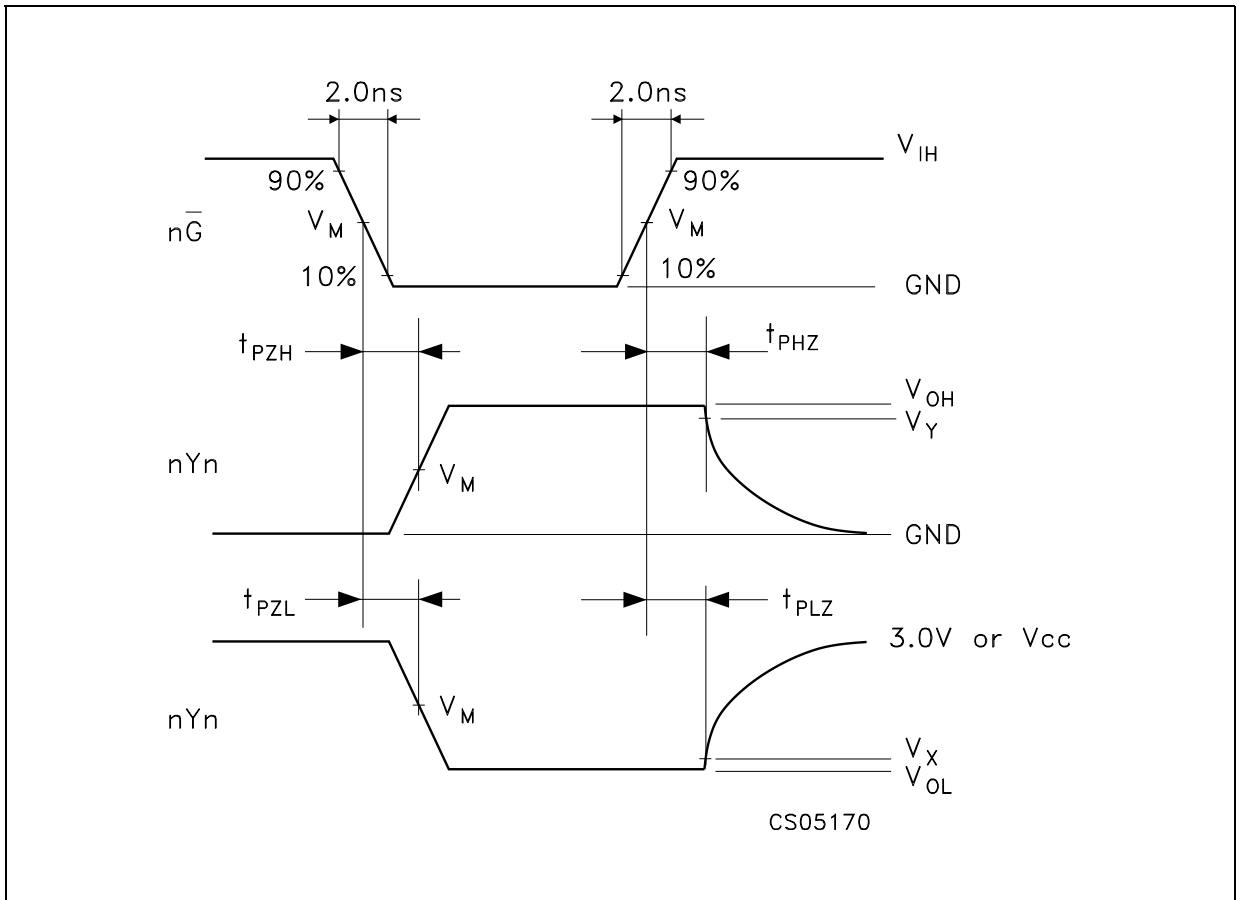 2.0ns 2.0ns
V_IH
90% 90%
nG̅ V_M V_M
10% 10%
GND
t_PZH t_PHZ
V_OH
V_Y
nYn V_M
GND
t_PZL t_PLZ
3.0V or Vcc
nYn V_M
V_X
V_OL
CS05170